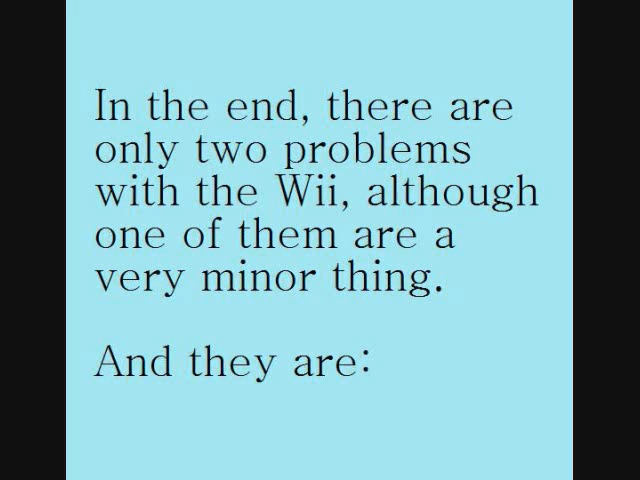 In the end, there are
only two problems
with the Wii, although
one of them are a
very minor thing.
And they are: